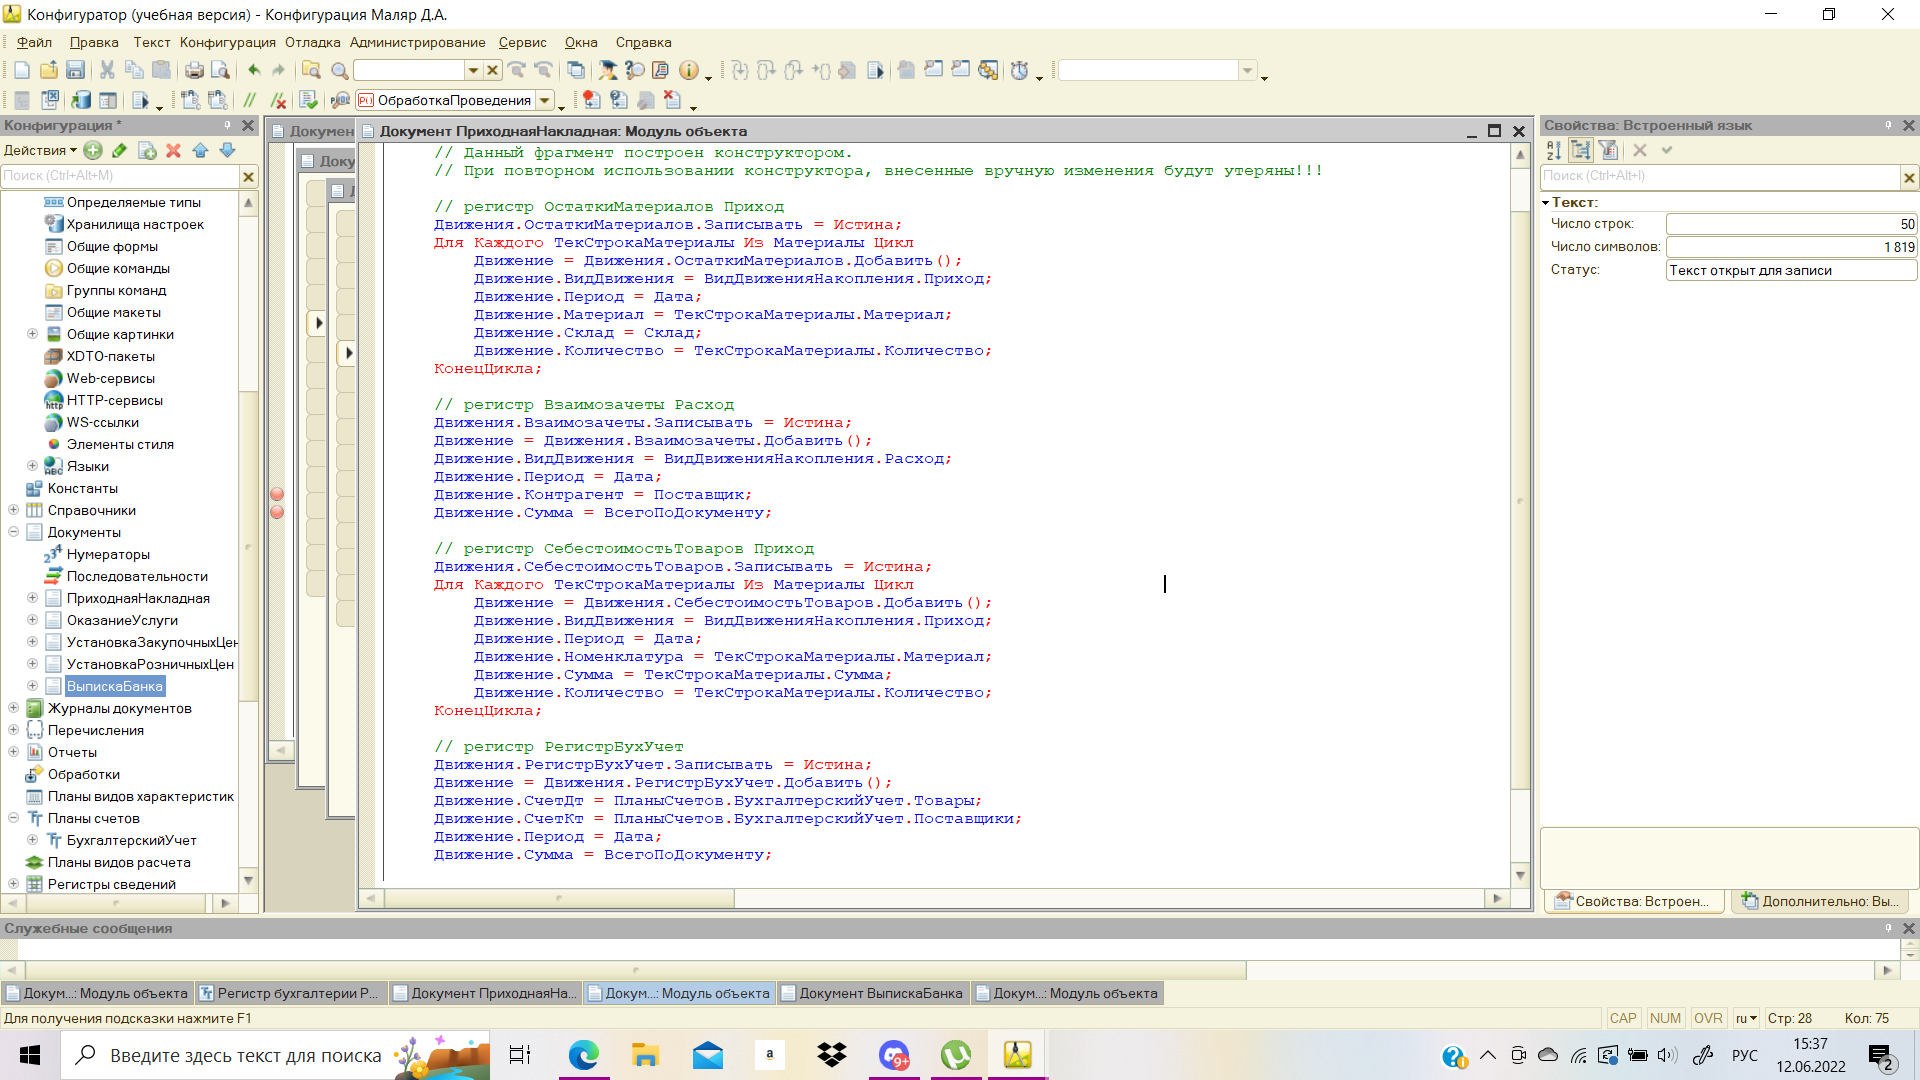 Конфигуратор (учебная версия) - Конфигурация Маляр Д.А.
Файл Правка Текст Конфигурация Отладка Администрирование Сервис Окна Справка
ОбработкаПроведения
Конфигурация *
Действия
Поиск (Ctrl+Alt+M)
Определяемые типы
Хранилища настроек
Общие формы
Общие команды
Группы команд
Общие макеты
Общие картинки
XDTO-пакеты
Web-сервисы
HTTP-сервисы
WS-ссылки
Элементы стиля
Языки
Константы
Справочники
Документы
Нумераторы
Последовательности
ПриходнаяНакладная
ОказаниеУслуги
УстановкаЗакупочныхЦен
УстановкаРозничныхЦен
ВыпискаБанка
Журналы документов
Перечисления
Отчеты
Обработки
Планы видов характеристик
Планы счетов
БухгалтерскийУчет
Планы видов расчета
Регистры сведений
Докумен
Доку
Документ ПриходнаяНакладная: Модуль объекта
// Данный фрагмент построен конструктором.
// При повторном использовании конструктора, внесенные вручную изменения будут утеряны!!!
// регистр ОстаткиМатериалов Приход
Движения.ОстаткиМатериалов.Записывать = Истина;
Для Каждого ТекСтрокаМатериалы Из Материалы Цикл
Движение = Движения.ОстаткиМатериалов.Добавить();
Движение.ВидДвижения = ВидДвиженияНакопления.Приход;
Движение.Период = Дата;
Движение.Материал = ТекСтрокаМатериалы.Материал;
Движение.Склад = Склад;
Движение.Количество = ТекСтрокаМатериалы.Количество;
КонецЦикла;
// регистр Взаимозачеты Расход
Движения.Взаимозачеты.Записывать = Истина;
Движение = Движения.Взаимозачеты.Добавить();
Движение.ВидДвижения = ВидДвиженияНакопления.Расход;
Движение.Период = Дата;
Движение.Контрагент = Поставщик;
Движение.Сумма = ВсегоПоДокументу;
// регистр СебестоимостьТоваров Приход
Движения.СебестоимостьТоваров.Записывать = Истина;
Для Каждого ТекСтрокаМатериалы Из Материалы Цикл
Движение = Движения.СебестоимостьТоваров.Добавить();
Движение.ВидДвижения = ВидДвиженияНакопления.Приход;
Движение.Период = Дата;
Движение.Номенклатура = ТекСтрокаМатериалы.Материал;
Движение.Сумма = ТекСтрокаМатериалы.Сумма;
Движение.Количество = ТекСтрокаМатериалы.Количество;
КонецЦикла;
// регистр РегистрБухУчет
Движения.РегистрБухУчет.Записывать = Истина;
Движение = Движения.РегистрБухУчет.Добавить();
Движение.СчетДт = ПланыСчетов.БухгалтерскийУчет.Товары;
Движение.СчетКт = ПланыСчетов.БухгалтерскийУчет.Поставщики;
Движение.Период = Дата;
Движение.Сумма = ВсегоПоДокументу;
Свойства: Встроенный язык
Поиск (Ctrl+Alt+I)
Текст:
Число строк: 50
Число символов: 1 819
Статус: Текст открыт для записи
Свойства: Встроен... Дополнительно: Вы...
Служебные сообщения
Докум...: Модуль объекта Регистр бухгалтерии Р... Документ ПриходнаяНа... Докум...: Модуль объекта Документ ВыпискаБанка Докум...: Модуль объекта
Для получения подсказки нажмите F1 CAP NUM OVR ru Стр: 28 Кол: 75
Введите здесь текст для поиска
a
9+
РУС
15:37
12.06.2022
2